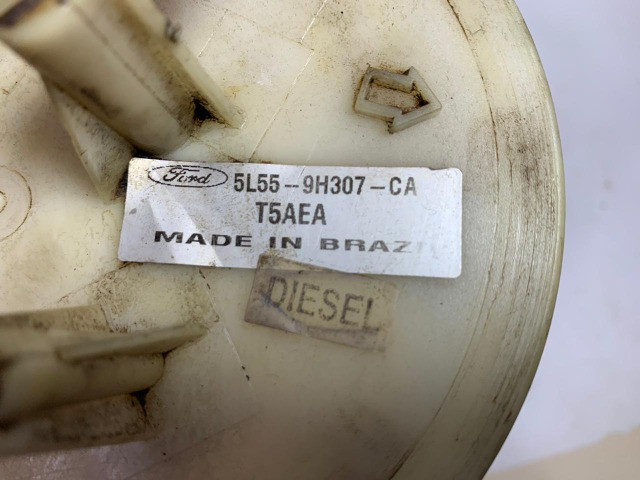 Ford 5L55--9H307-CA
T5AEA
MADE IN BRAZI
DIESEL